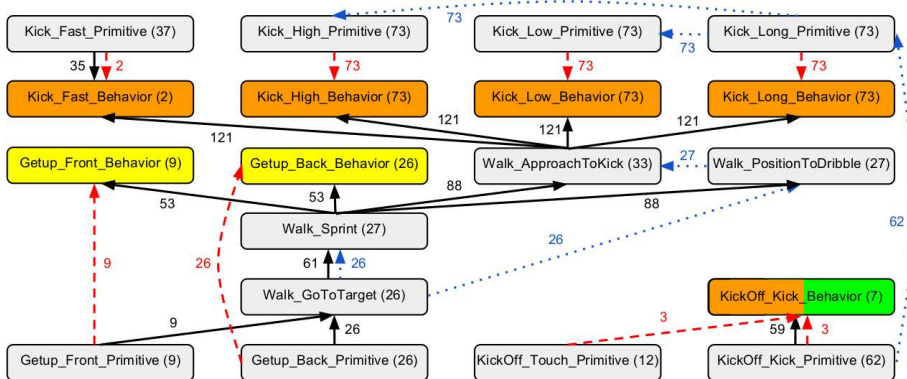 73
Kick_Fast_Primitive (37)
Kick_High_Primitive (73)
Kick_Low_Primitive (73)
Kick_Long_Primitive (73)
73
35
2
73
73
73
Kick_Fast_Behavior (2)
Kick_High_Behavior (73)
Kick_Low_Behavior (73)
Kick_Long_Behavior (73)
121
121
121
121
Getup_Front_Behavior (9)
Getup_Back_Behavior (26)
Walk_ApproachToKick (33)
27
Walk_PositionToDribble (27)
53
53
88
88
Walk_Sprint (27)
62
26
9
26
61
26
Walk_GoToTarget (26)
KickOff_Kick_Behavior (7)
9
26
3
59
3
Getup_Front_Primitive (9)
Getup_Back_Primitive (26)
KickOff_Touch_Primitive (12)
KickOff_Kick_Primitive (62)